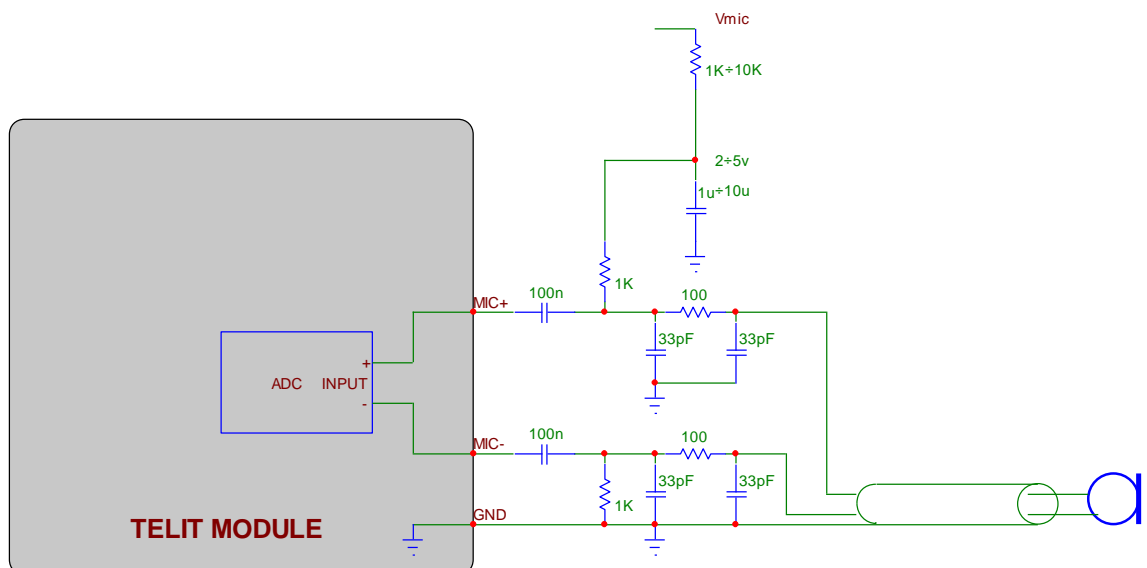 Vmic
1K÷10K
2÷5v
1u÷10u
1K
100n
100
MIC+
33pF
33pF
+
ADC INPUT
-
100n
100
MIC-
33pF
33pF
1K
GND
TELIT MODULE